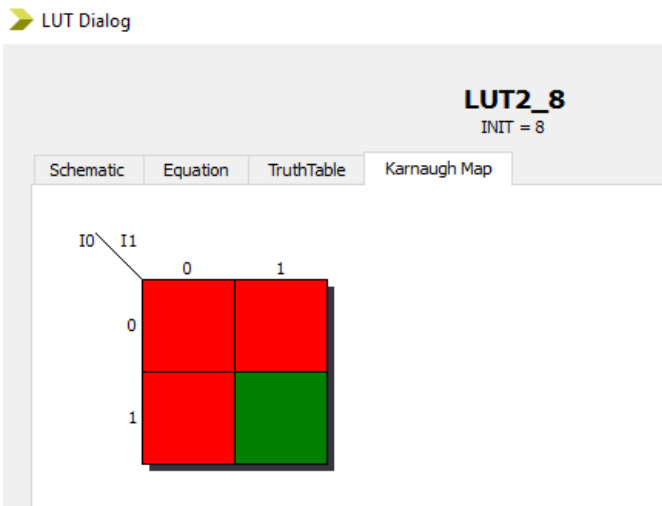 LUT Dialog
LUT2_8
INIT = 8
Schematic Equation TruthTable Karnaugh Map
I0 I1
0 1
0
1